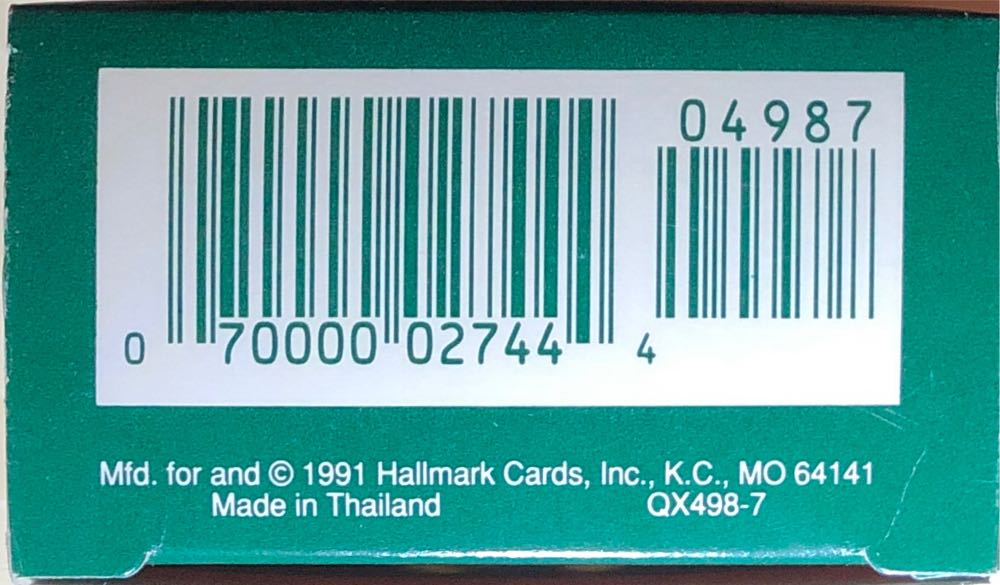 04987
0 70000 02744 4
Mfd. for and © 1991 Hallmark Cards, Inc., K.C., MO 64141
Made in Thailand QX498-7